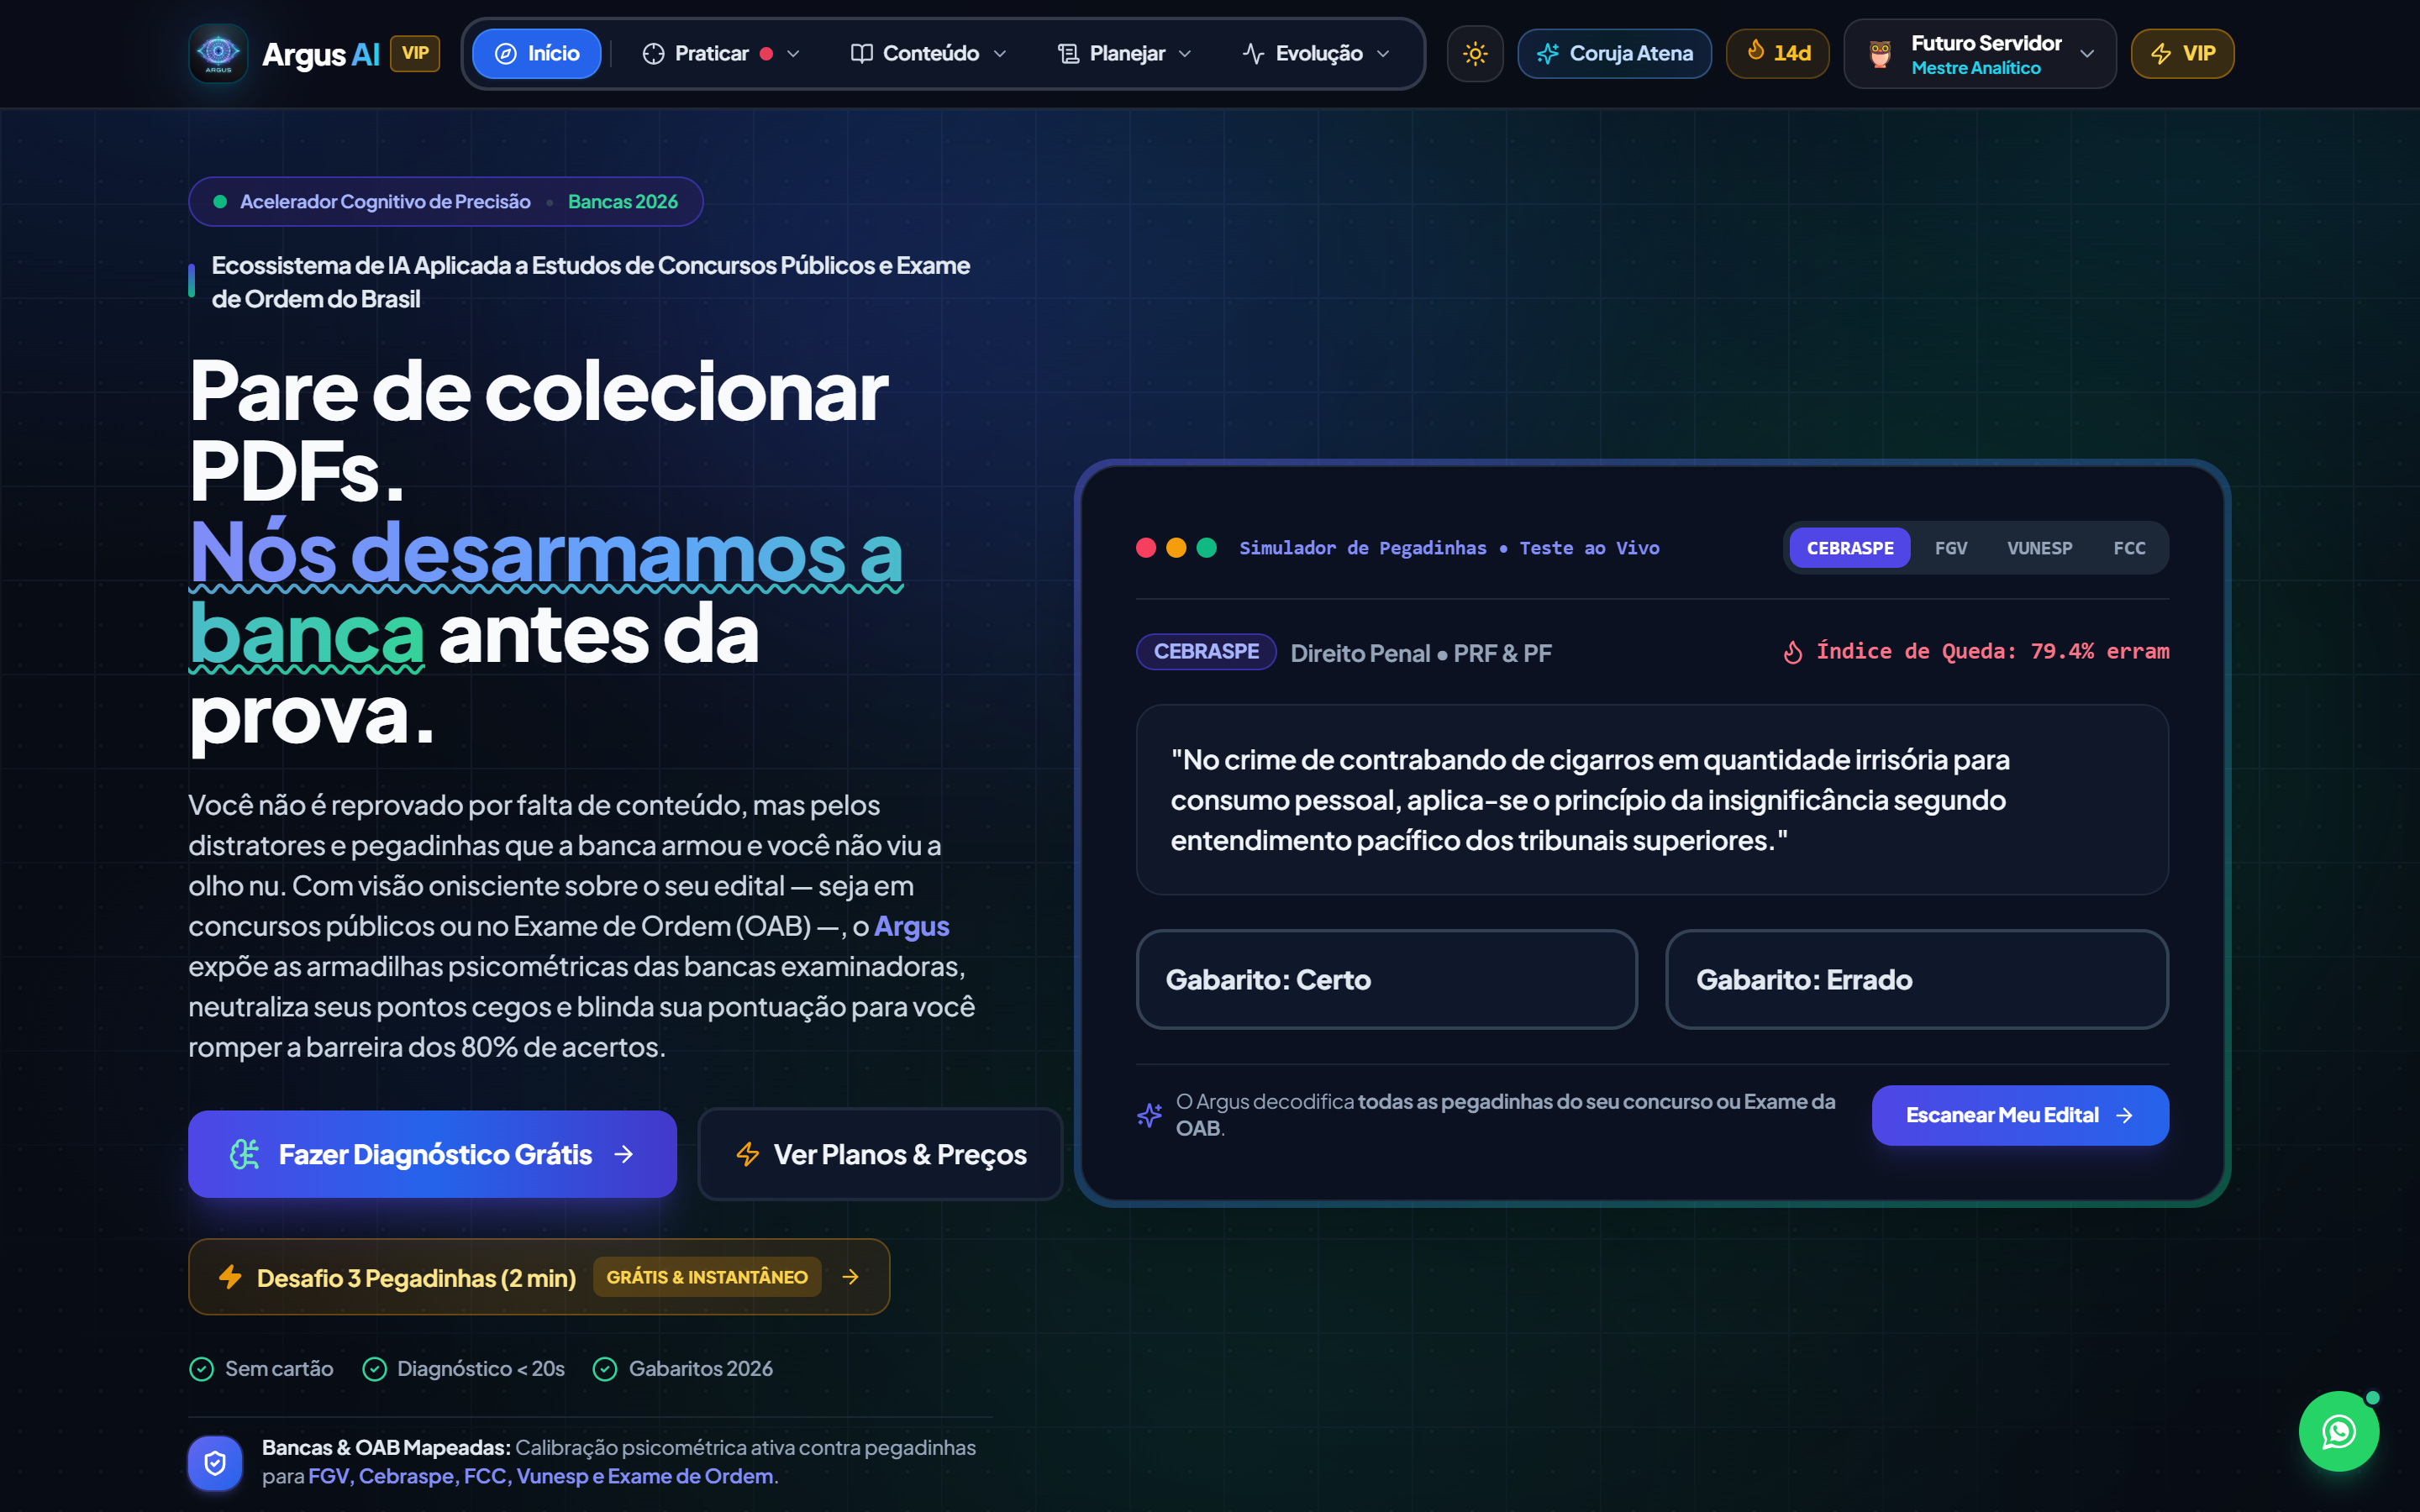 ARGUS
Argus AI VIP
Início
Praticar
Conteúdo
Planejar
Evolução
Coruja Atena
14d
Futuro Servidor
Mestre Analítico
VIP
Acelerador Cognitivo de Precisão • Bancas 2026
Ecossistema de IA Aplicada a Estudos de Concursos Públicos e Exame
de Ordem do Brasil
Pare de colecionar
PDFs.
Nós desarmamos a
banca antes da
prova.
Você não é reprovado por falta de conteúdo, mas pelos
distratores e pegadinhas que a banca armou e você não viu a
olho nu. Com visão onisciente sobre o seu edital — seja em
concursos públicos ou no Exame de Ordem (OAB) —, o Argus
expõe as armadilhas psicométricas das bancas examinadoras,
neutraliza seus pontos cegos e blinda sua pontuação para você
romper a barreira dos 80% de acertos.
Fazer Diagnóstico Grátis →
Ver Planos & Preços
Desafio 3 Pegadinhas (2 min) GRÁTIS & INSTANTÂNEO →
Sem cartão
Diagnóstico < 20s
Gabaritos 2026
Bancas & OAB Mapeadas: Calibração psicométrica ativa contra pegadinhas
para FGV, Cebraspe, FCC, Vunesp e Exame de Ordem.
Simulador de Pegadinhas • Teste ao Vivo
CEBRASPE
FGV
VUNESP
FCC
CEBRASPE
Direito Penal • PRF & PF
Índice de Queda: 79.4% erram
"No crime de contrabando de cigarros em quantidade irrisória para
consumo pessoal, aplica-se o princípio da insignificância segundo
entendimento pacífico dos tribunais superiores."
Gabarito: Certo
Gabarito: Errado
O Argus decodifica todas as pegadinhas do seu concurso ou Exame da
OAB.
Escanear Meu Edital →